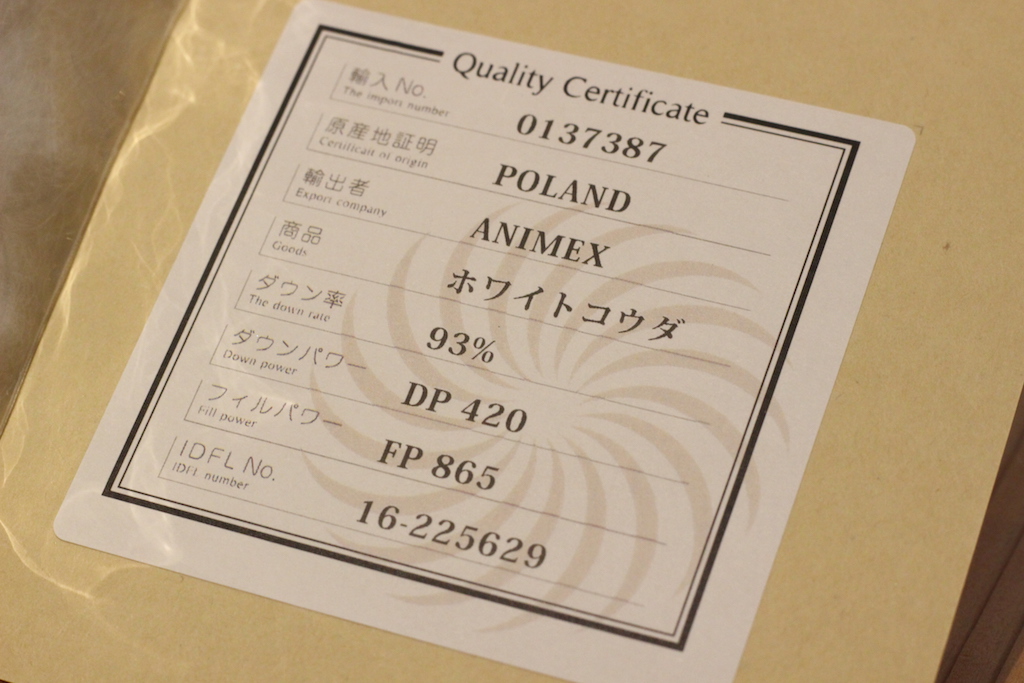 Quality Certificate
輸入 No.
The import number
0137387
原産地証明
Certificait of origin
POLAND
輸出者
Export company
ANIMEX
商品
Goods
ホワイトコウダ
ダウン率
The down rate
93%
ダウンパワー
Down power
DP 420
フィルパワー
Fill power
FP 865
IDFL No.
IDFL number
16-225629